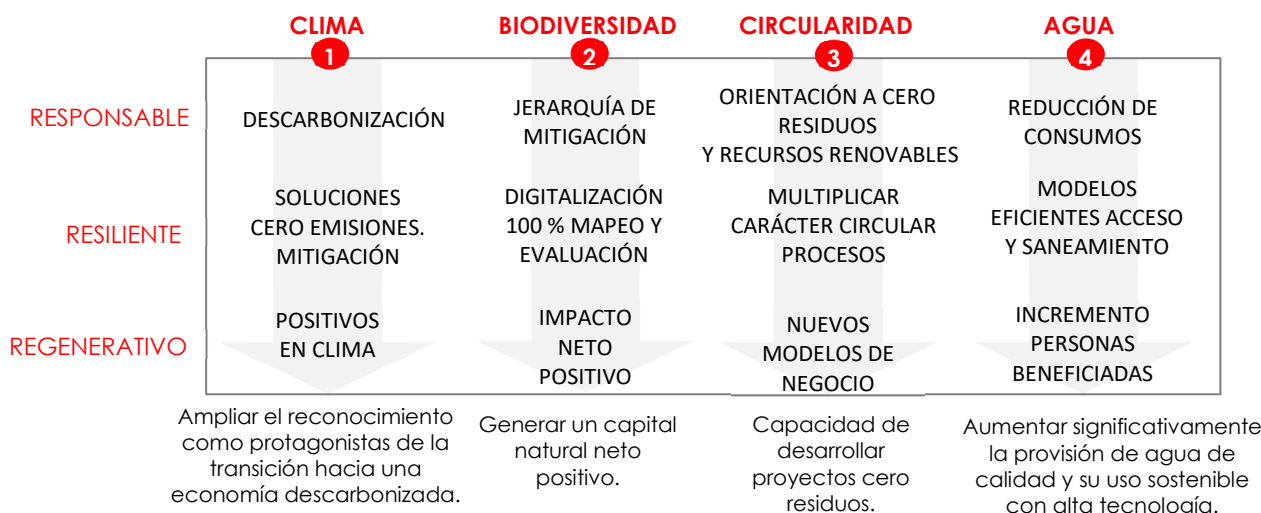 CLIMA
BIODIVERSIDAD
CIRCULARIDAD
AGUA
1
2
3
4
RESPONSABLE
DESCARBONIZACIÓN
JERARQUÍA DE
MITIGACIÓN
ORIENTACIÓN A CERO
RESIDUOS
Y RECURSOS RENOVABLES
REDUCCIÓN DE
CONSUMOS
RESILIENTE
SOLUCIONES
CERO EMISIONES.
MITIGACIÓN
DIGITALIZACIÓN
100 % MAPEO Y
EVALUACIÓN
MULTIPLICAR
CARÁCTER CIRCULAR
PROCESOS
MODELOS
EFICIENTES ACCESO
Y SANEAMIENTO
REGENERATIVO
POSITIVOS
EN CLIMA
IMPACTO
NETO
POSITIVO
NUEVOS
MODELOS DE
NEGOCIO
INCREMENTO
PERSONAS
BENEFICIADAS
Ampliar el reconocimiento
como protagonistas de la
transición hacia una
economía descarbonizada.
Generar un capital
natural neto
positivo.
Capacidad de
desarrollar
proyectos cero
residuos.
Aumentar significativamente
la provisión de agua de
calidad y su uso sostenible
con alta tecnología.